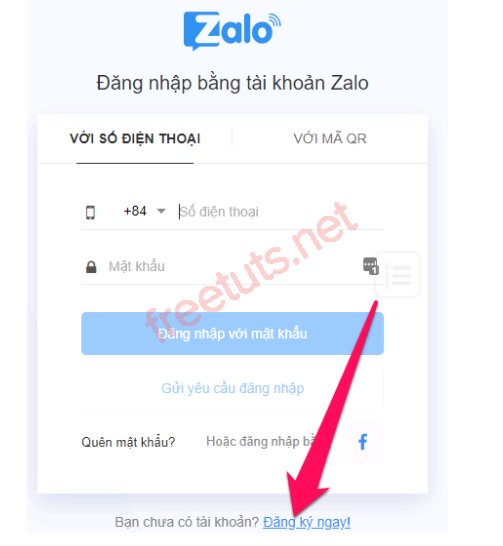 Zalo
Đăng nhập bằng tài khoản Zalo
VỚI SỐ ĐIỆN THOẠI
VỚI MÃ QR
+84
Số điện thoại
Mật khẩu
1
freetuts.net
Đăng nhập với mật khẩu
Gửi yêu cầu đăng nhập
Quên mật khẩu?
Hoặc đăng nhập
f
Bạn chưa có tài khoản? Đăng ký ngay!